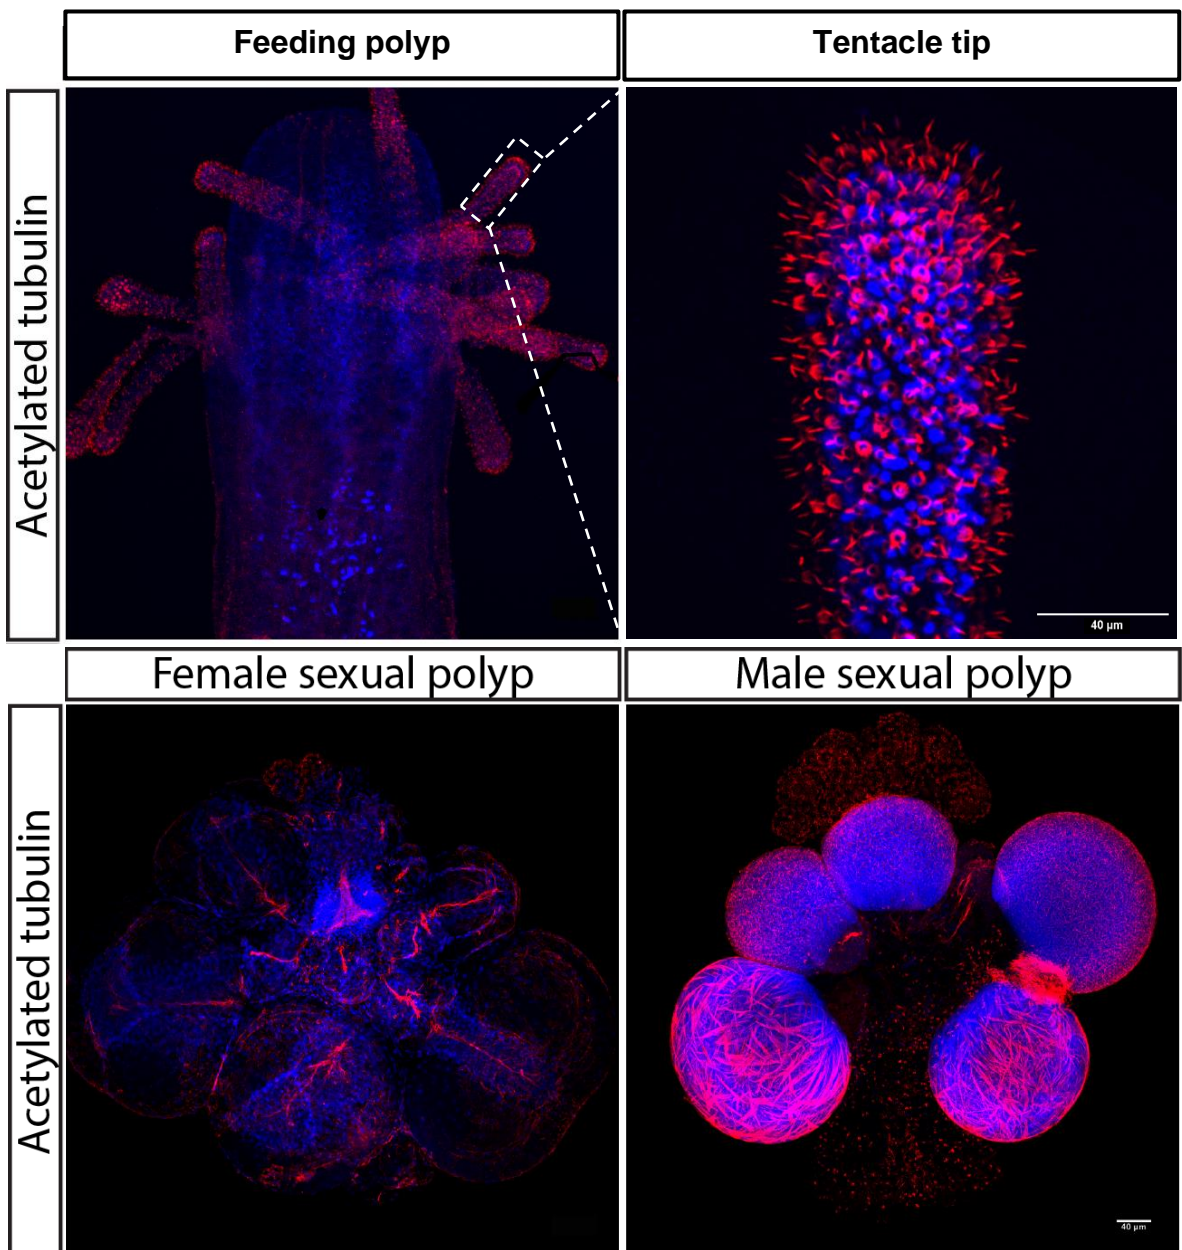 Feeding polyp
Tentacle tip
Acetylated tubulin
40 µm
Female sexual polyp
Male sexual polyp
Acetylated tubulin
40 µm